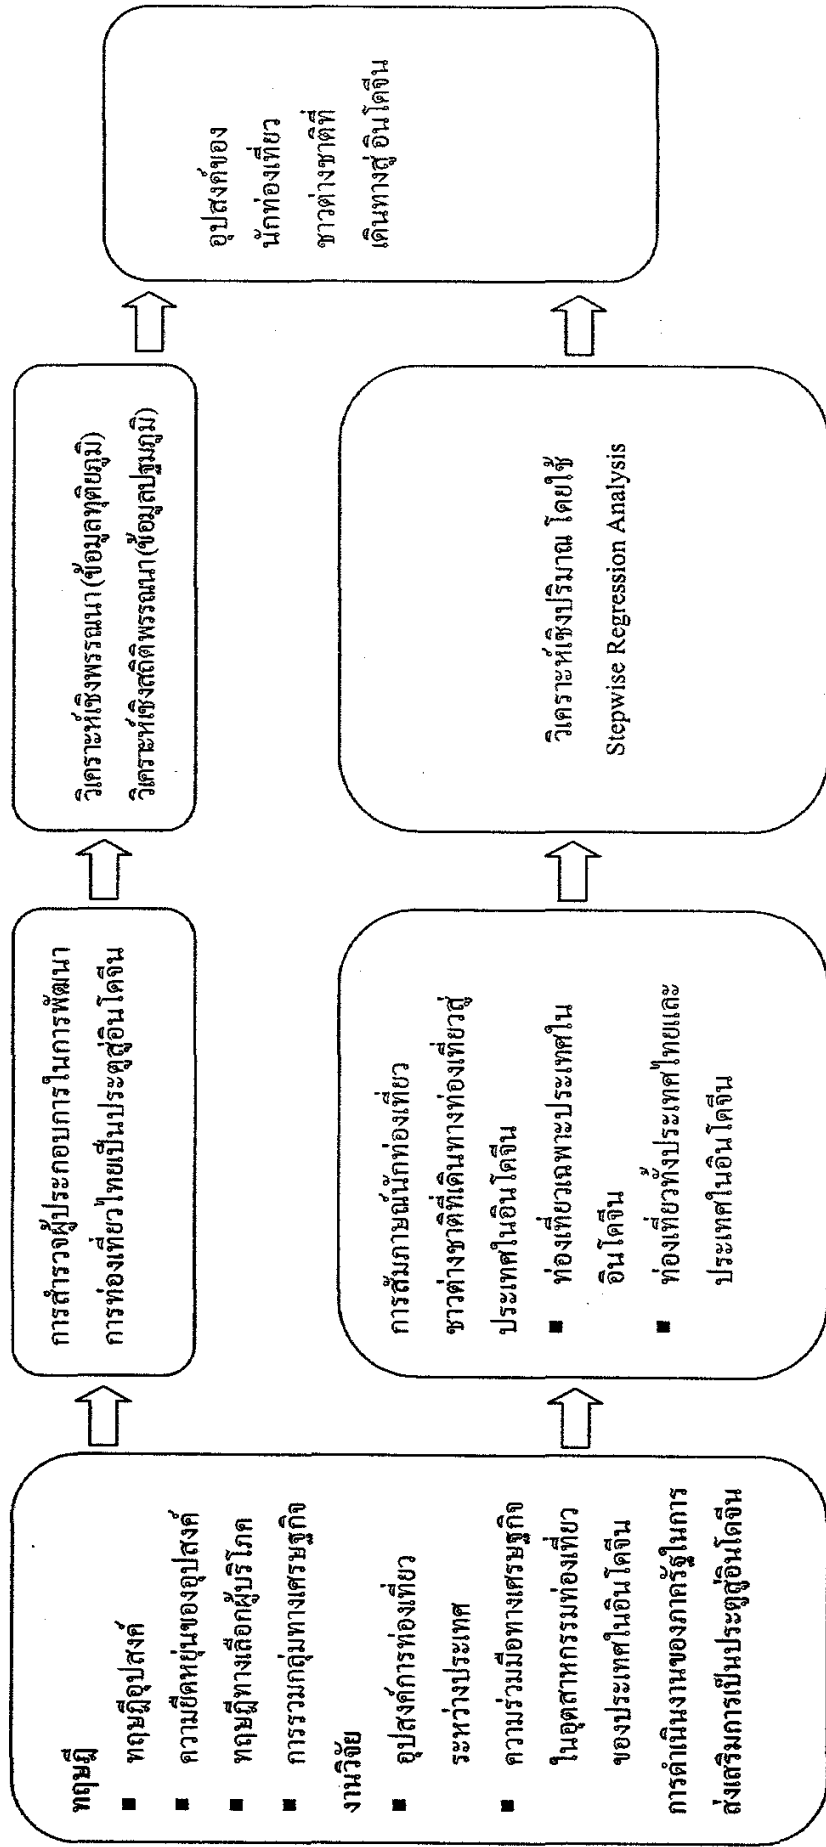 ทฤษฎี
■ ทฤษฎีอุปสงค์
■ ความยืดหยุ่นของอุปสงค์
■ ทฤษฎีทางเลือกผู้บริโภค
■ การรวมกลุ่มทางเศรษฐกิจ
งานวิจัย
■ อุปสงค์การท่องเที่ยว
ระหว่างประเทศ
■ ความร่วมมือทางเศรษฐกิจ
ในอุตสาหกรรมท่องเที่ยว
ของประเทศในอินโดจีน
การดำเนินงานของภาครัฐในการ
ส่งเสริมการเป็นประตูสู่อินโดจีน
การสำรวจผู้ประกอบการในการพัฒนา
การท่องเที่ยวไทยเป็นประตูสู่อินโดจีน
การสัมภาษณ์นักท่องเที่ยว
ชาวต่างชาติที่เดินทางท่องเที่ยวสู่
ประเทศในอินโดจีน
■ ท่องเที่ยวเฉพาะประเทศใน
อินโดจีน
■ ท่องเที่ยวทั้งประเทศไทยและ
ประเทศในอินโดจีน
วิเคราะห์เชิงพรรณนา(ข้อมูลทุติยภูมิ)
วิเคราะห์เชิงสถิติพรรณนา(ข้อมูลปฐมภูมิ)
วิเคราะห์เชิงปริมาณ โดยใช้
Stepwise Regression Analysis
อุปสงค์ของ
นักท่องเที่ยว
ชาวต่างชาติที่
เดินทางสู่ อินโดจีน